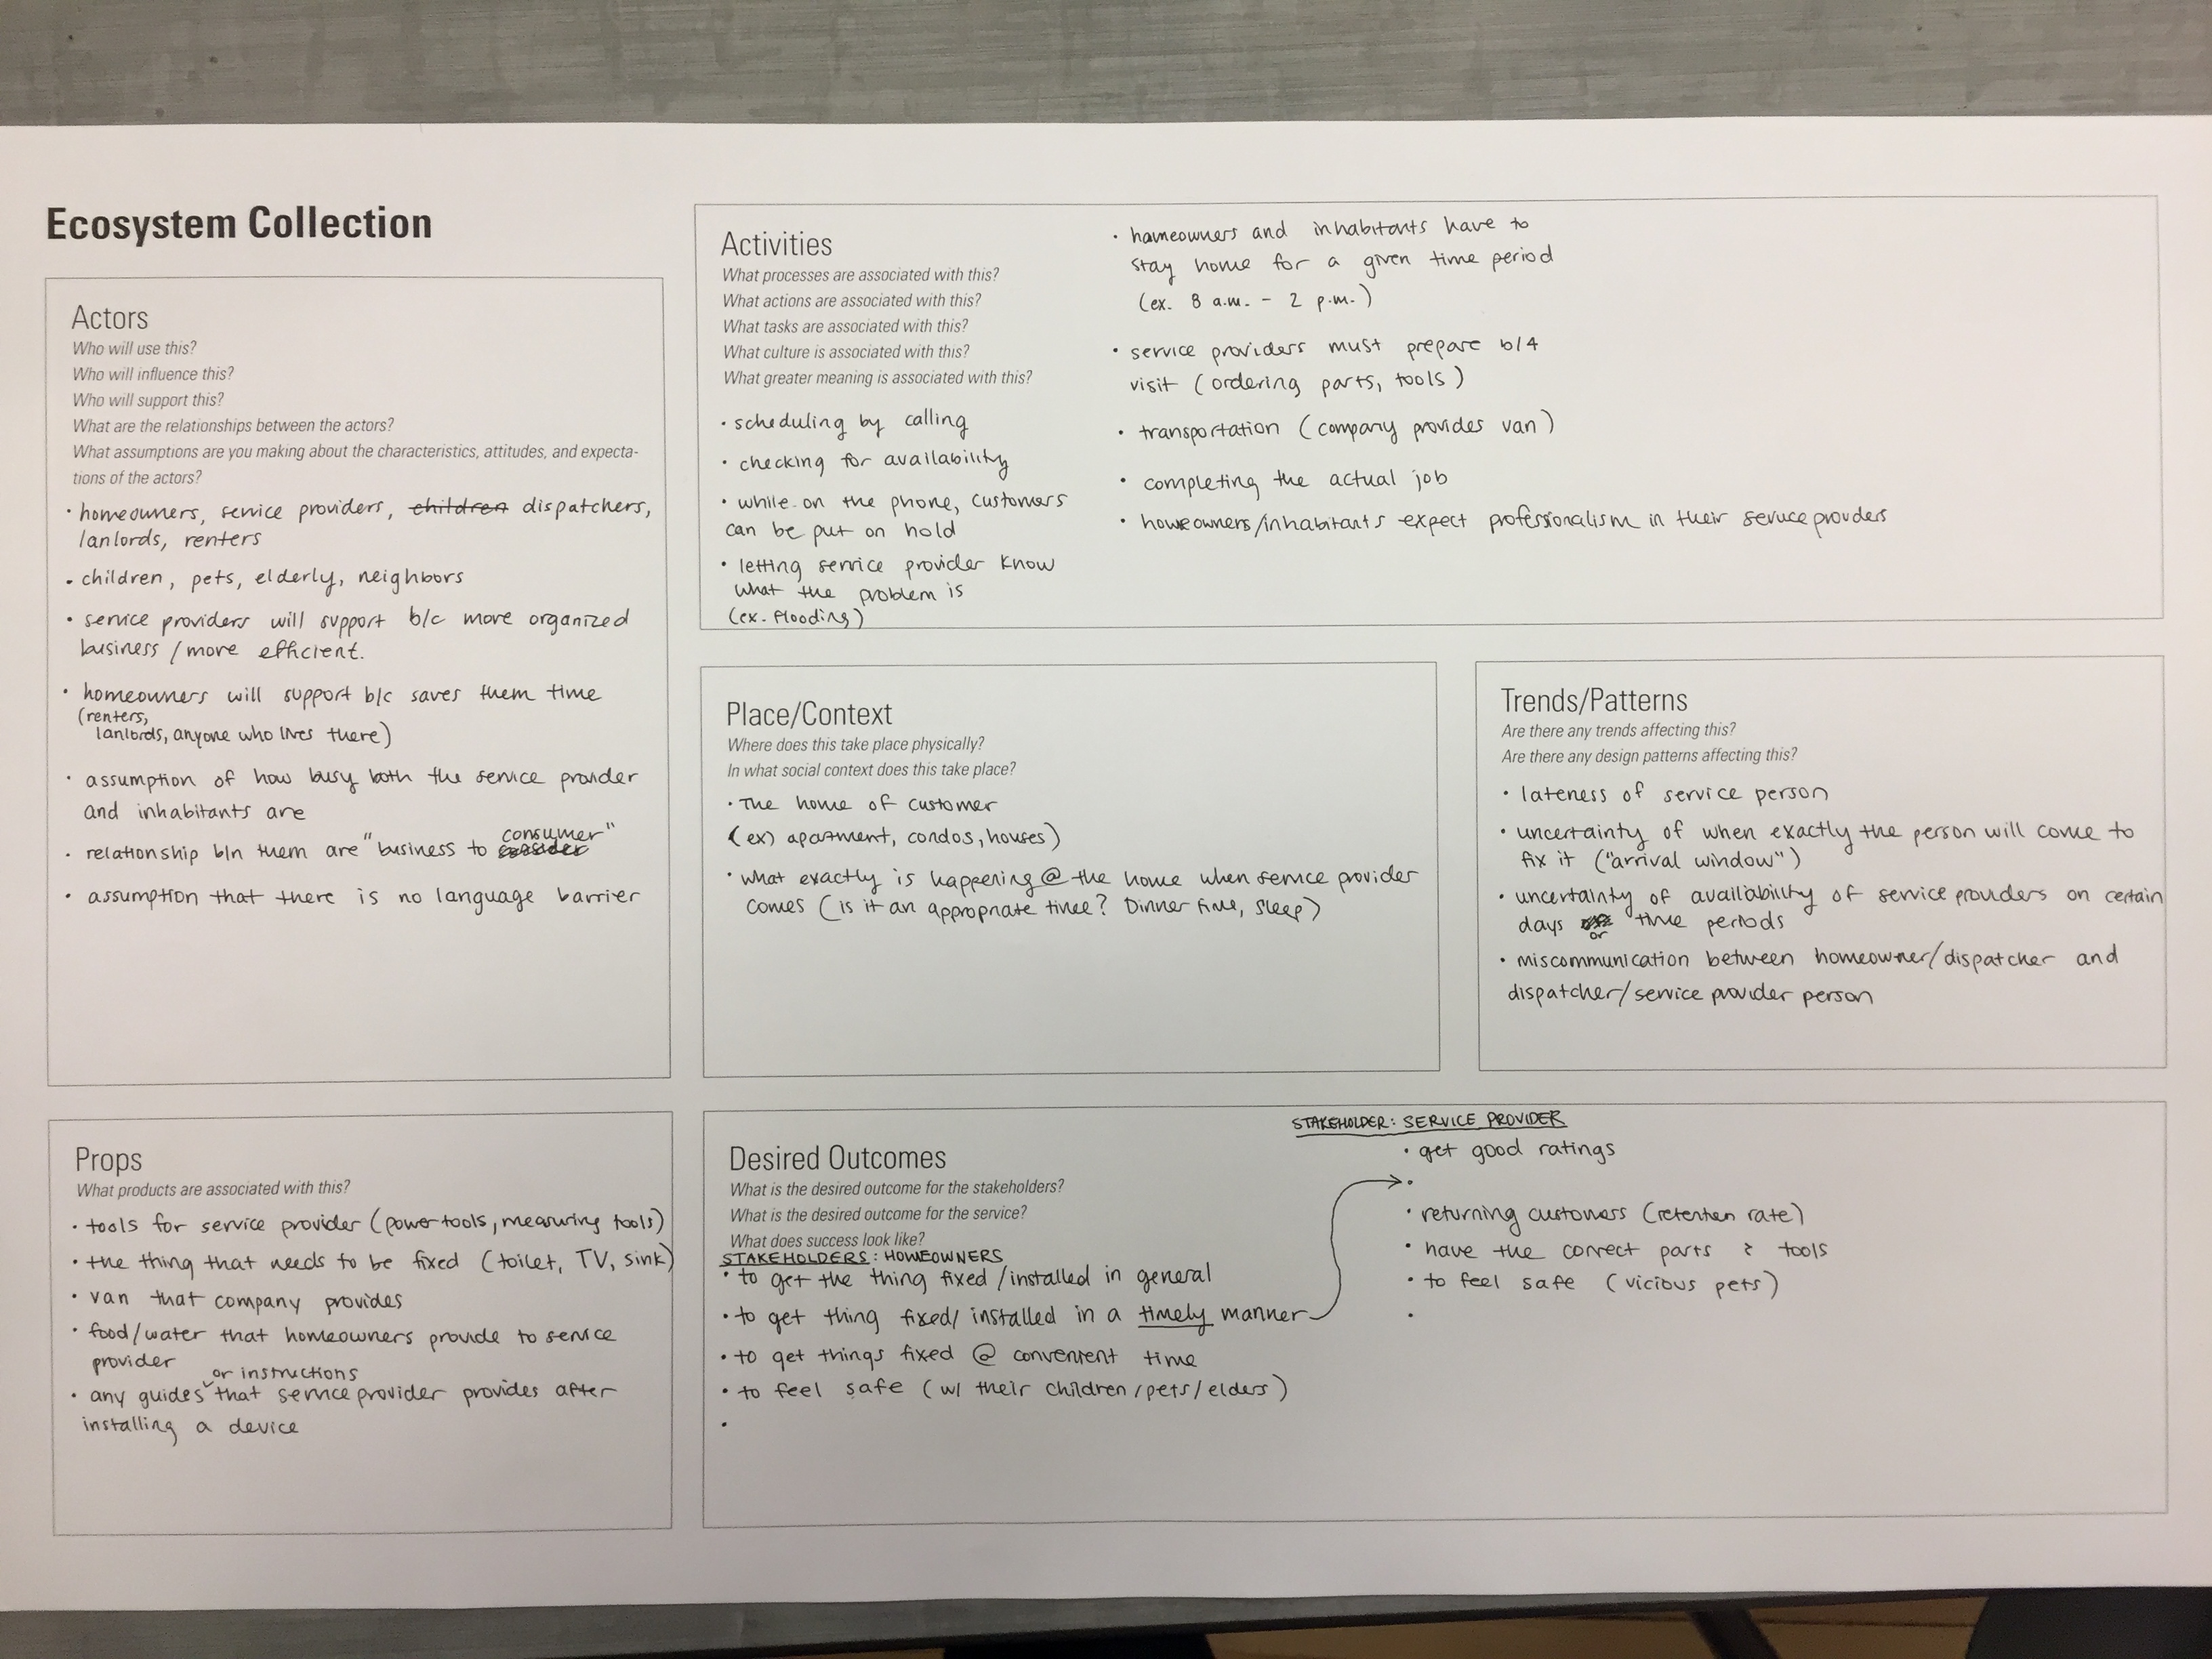 Ecosystem Collection
Actors
Who will use this?
Who will influence this?
Who will support this?
What are the relationships between the actors?
What assumptions are you making about the characteristics, attitudes, and expecta-
tions of the actors?
• homeowners, service providers, children dispatchers,
lanlords, renters
• children, pets, elderly, neighbors
• service providers will support b/c more organized
business / more efficient.
• homeowners will support b/c saves them time
(renters,
lanlords, anyone who lives there)
• assumption of how busy both the service provider
and inhabitants are
consumer"
• relationship b/n them are "business to
• assumption that there is no language barrier
Activities
What processes are associated with this?
What actions are associated with this?
What tasks are associated with this?
What culture is associated with this?
What greater meaning is associated with this?
• scheduling by calling
• checking for availability
• while on the phone, customers
can be put on hold
• letting service provider know
what the problem is
(ex. flooding)
• homeowners and inhabitants have to
stay home for a given time period
(ex. 8 a.m. - 2 p.m.)
• service providers must prepare b/4
visit (ordering parts, tools)
• transportation (company provides van)
• completing the actual job
• homeowners/inhabitants expect professionalism in their service providers
Place/Context
Where does this take place physically?
In what social context does this take place?
• The home of customer
(ex) apartment, condos, houses)
• what exactly is happening @ the home when service provider
comes (is it an appropriate time? Dinner time, sleep)
Trends/Patterns
Are there any trends affecting this?
Are there any design patterns affecting this?
• lateness of service person
• uncertainty of when exactly the person will come to
fix it ("arrival window")
• uncertainty of availability of service providers on certain
days or time periods
• miscommunication between homeowner/dispatcher and
dispatcher/service provider person
Props
What products are associated with this?
• tools for service provider (power tools, measuring tools)
• the thing that needs to be fixed (toilet, TV, sink)
• van that company provides
• food/water that homeowners provide to service
provider
or instructions
• any guides that service provider provides after
installing a device
Desired Outcomes
What is the desired outcome for the stakeholders?
What is the desired outcome for the service?
What does success look like?
STAKEHOLDERS: HOMEOWNERS
• to get the thing fixed/installed in general
• to get thing fixed/installed in a timely manner
• to get things fixed @ convenient time
• to feel safe (w/ their children/pets/elders)
•
STAKEHOLDER: SERVICE PROVIDER
• get good ratings
•
• returning customers (retention rate)
• have the correct parts & tools
• to feel safe (vicious pets)
•